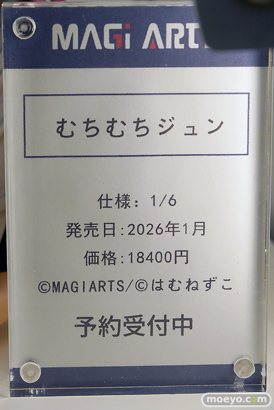 MAGi ARTS
むちむちジュン
仕様: 1/6
発売日:2026年1月
価格:18400円
©MAGIARTS/©はむねずこ
予約受付中
moeyo.com